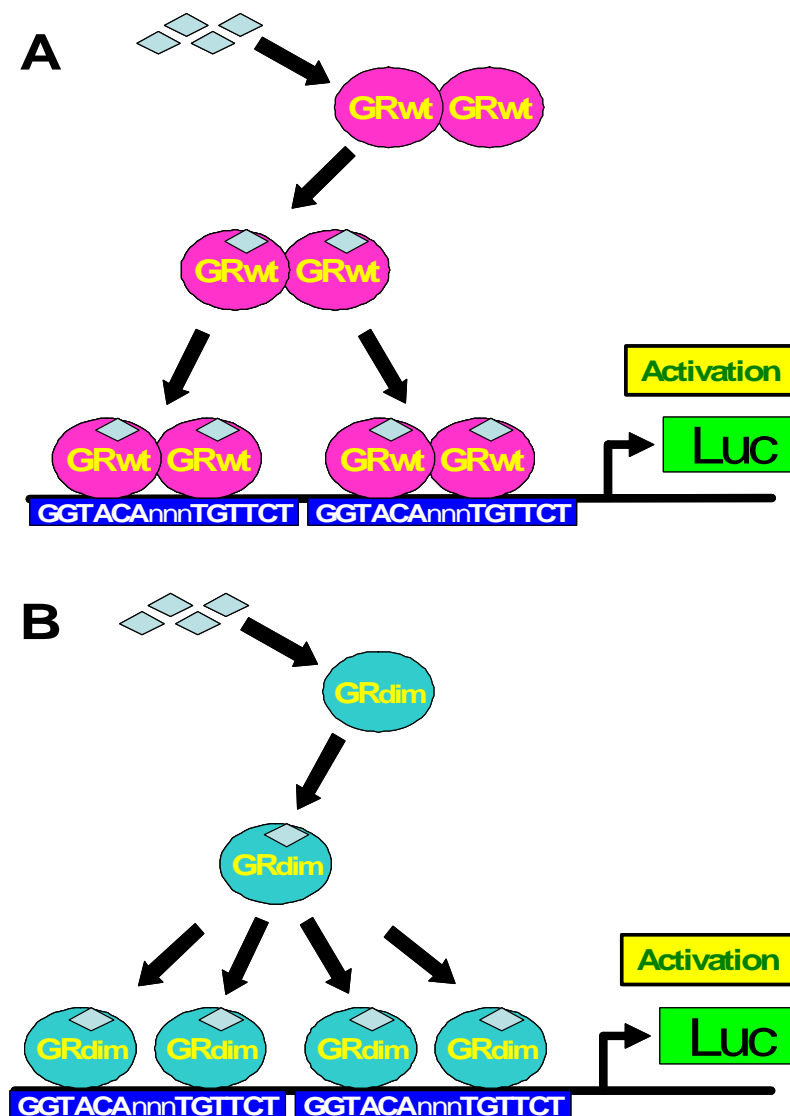 A
GRwt GRwt
GRwt GRwt
Activation
GRwt GRwt GRwt GRwt Luc
GGTACAnnnTGTTCT GGTACAnnnTGTTCT
B
GRdim
GRdim
Activation
GRdim GRdim GRdim GRdim Luc
GGTACAnnnTGTTCT GGTACAnnnTGTTCT